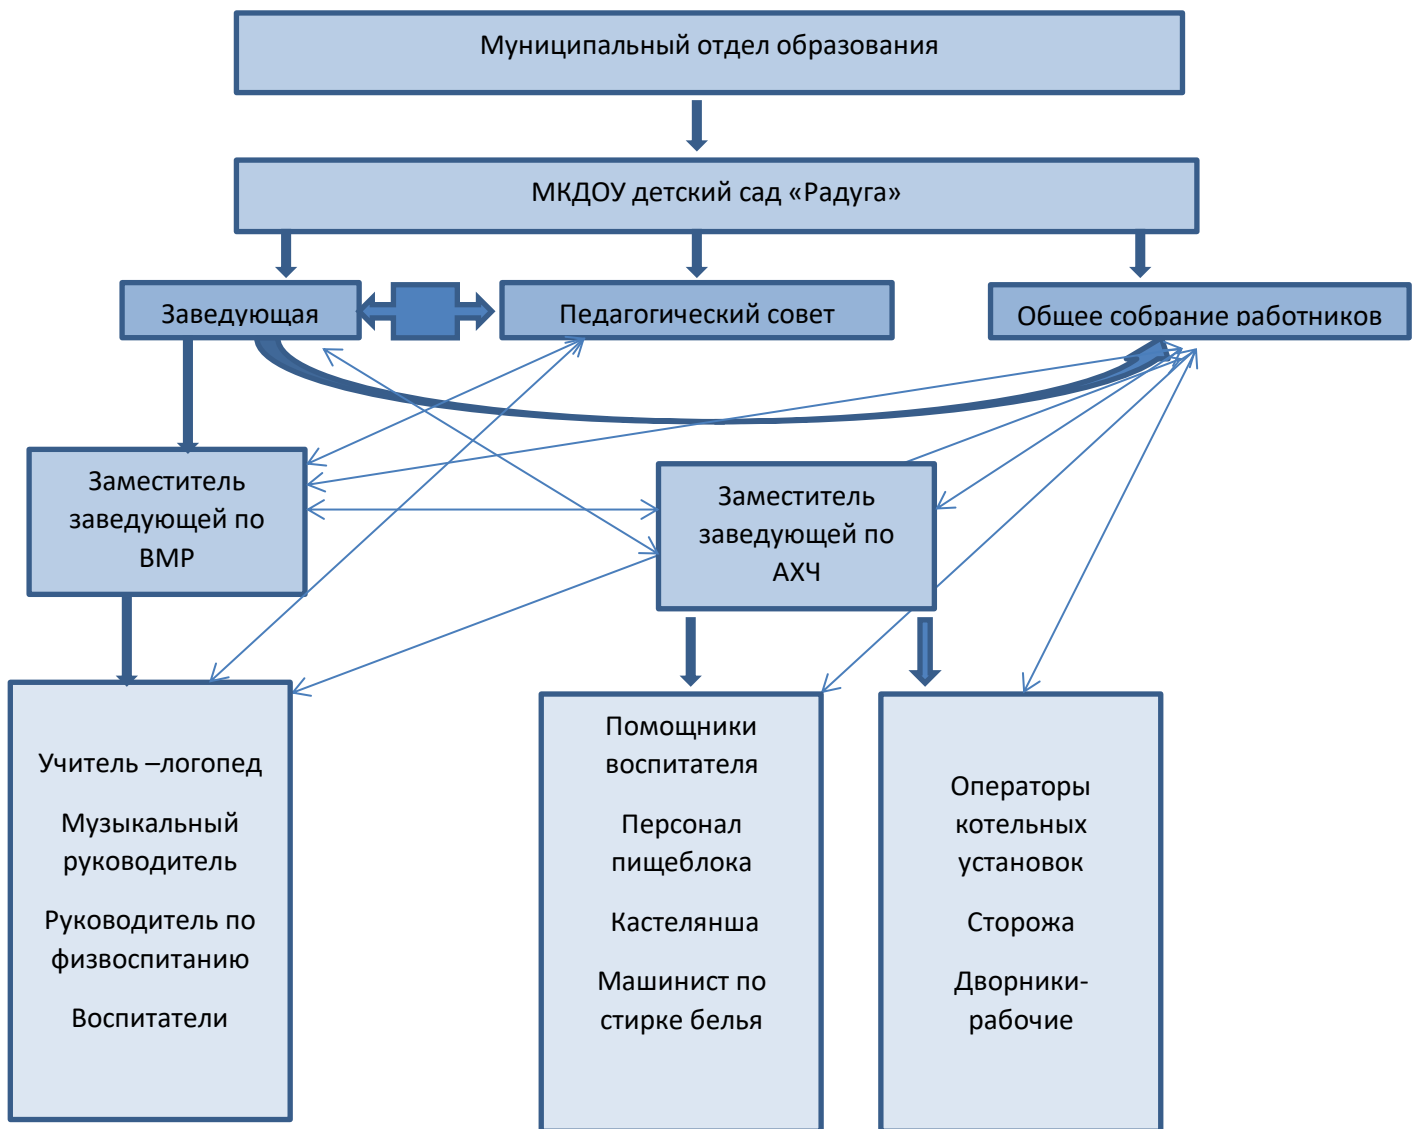 Муниципальный отдел образования
МКДОУ детский сад «Радуга»
Заведующая
Педагогический совет
Общее собрание работников
Заместитель
заведующей по
ВМР
Заместитель
заведующей по
АХЧ
Учитель –логопед
Музыкальный
руководитель
Руководитель по
физвоспитанию
Воспитатели
Помощники
воспитателя
Персонал
пищеблока
Кастелянша
Машинист по
стирке белья
Операторы
котельных
установок
Сторожа
Дворники-
рабочие